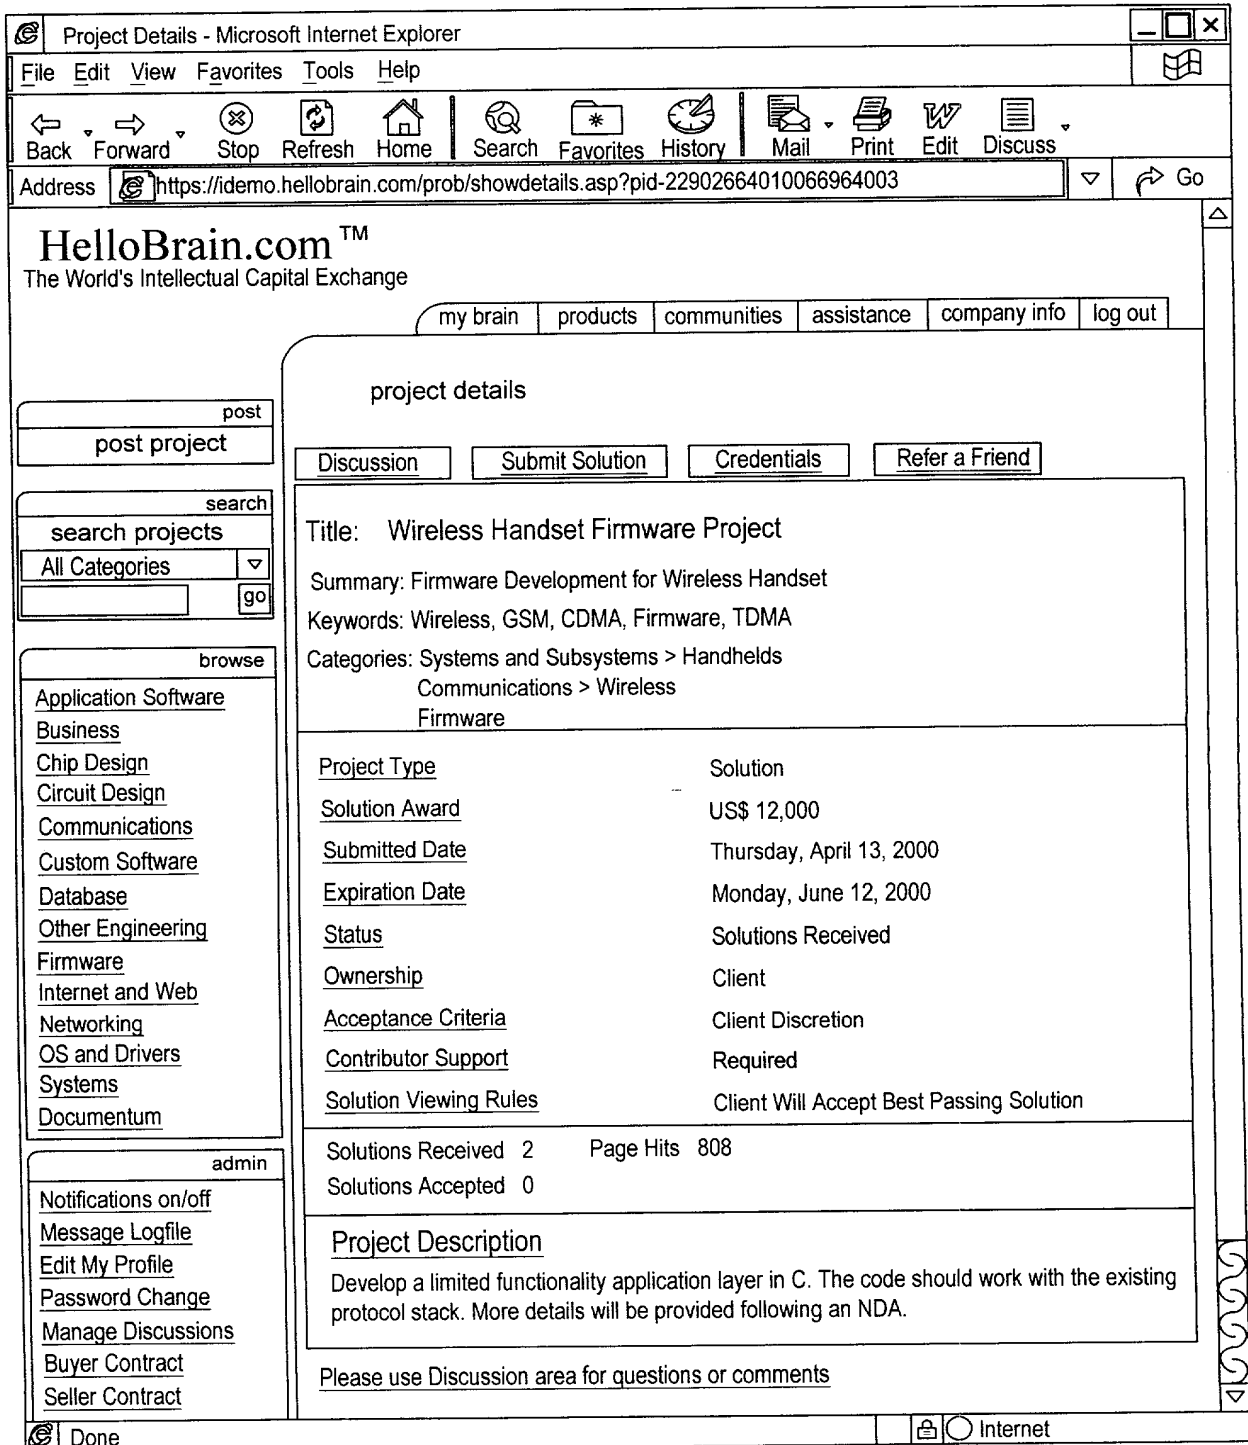 Project Details - Microsoft Internet Explorer
File Edit View Favorites Tools Help
Back Forward Stop Refresh Home Search Favorites History Mail Print Edit Discuss
Address https://idemo.hellobrain.com/prob/showdetails.asp?pid-22902664010066964003 Go
HelloBrain.com™
The World's Intellectual Capital Exchange
my brain products communities assistance company info log out
project details
post
post project
Discussion Submit Solution Credentials Refer a Friend
search
search projects
All Categories
go
Title: Wireless Handset Firmware Project
Summary: Firmware Development for Wireless Handset
Keywords: Wireless, GSM, CDMA, Firmware, TDMA
Categories: Systems and Subsystems > Handhelds
Communications > Wireless
Firmware
browse
Application Software
Business
Chip Design
Circuit Design
Communications
Custom Software
Database
Other Engineering
Firmware
Internet and Web
Networking
OS and Drivers
Systems
Documentum
Project Type Solution
Solution Award US$ 12,000
Submitted Date Thursday, April 13, 2000
Expiration Date Monday, June 12, 2000
Status Solutions Received
Ownership Client
Acceptance Criteria Client Discretion
Contributor Support Required
Solution Viewing Rules Client Will Accept Best Passing Solution
Solutions Received 2 Page Hits 808
Solutions Accepted 0
admin
Notifications on/off
Message Logfile
Edit My Profile
Password Change
Manage Discussions
Buyer Contract
Seller Contract
Project Description
Develop a limited functionality application layer in C. The code should work with the existing
protocol stack. More details will be provided following an NDA.
Please use Discussion area for questions or comments
Done Internet